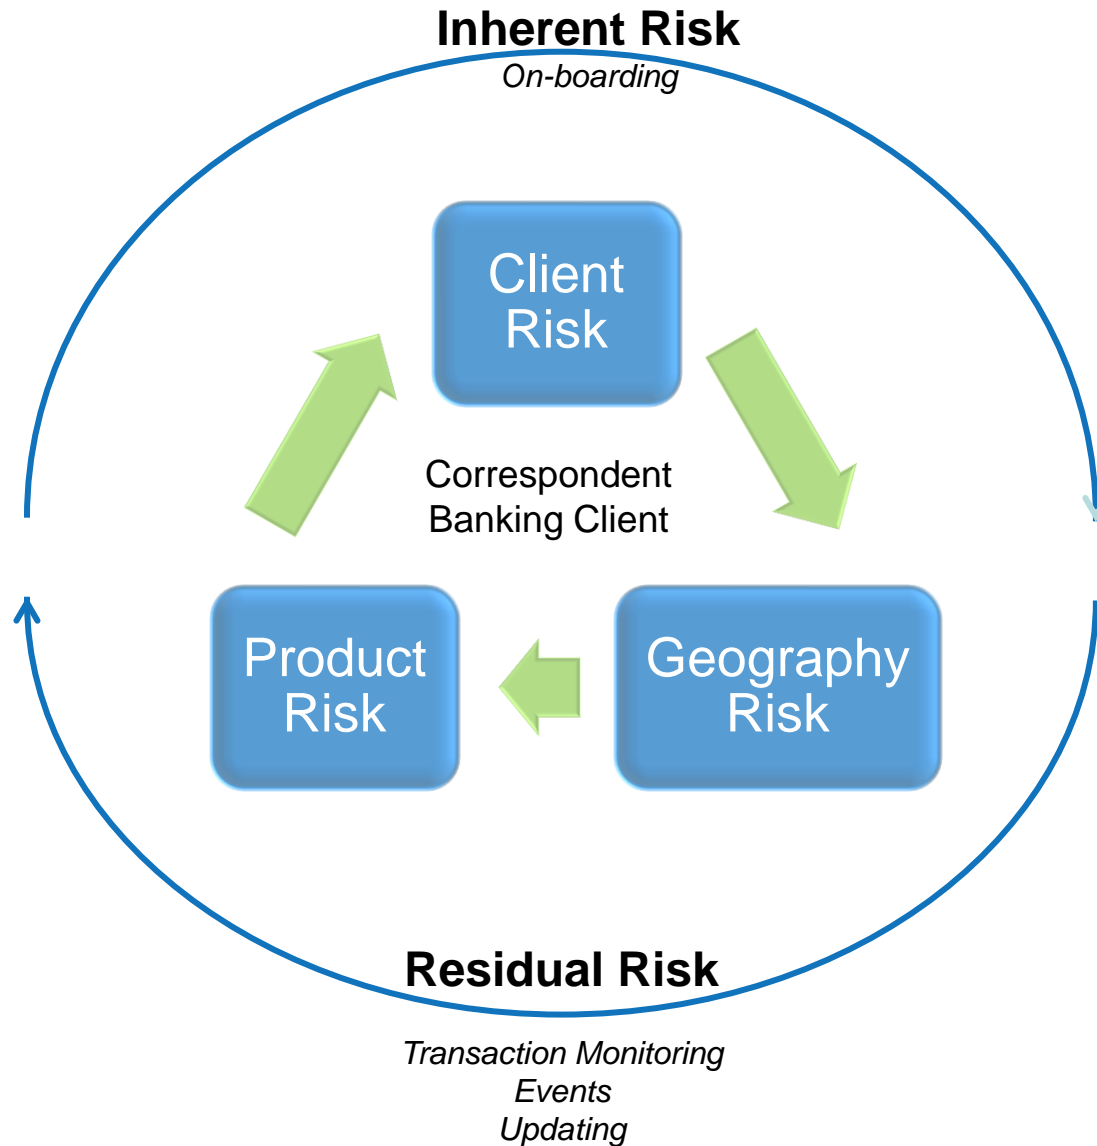 Inherent Risk
On-boarding
Client
Risk
Correspondent
Banking Client
Product
Risk
Geography
Risk
Residual Risk
Transaction Monitoring
Events
Updating